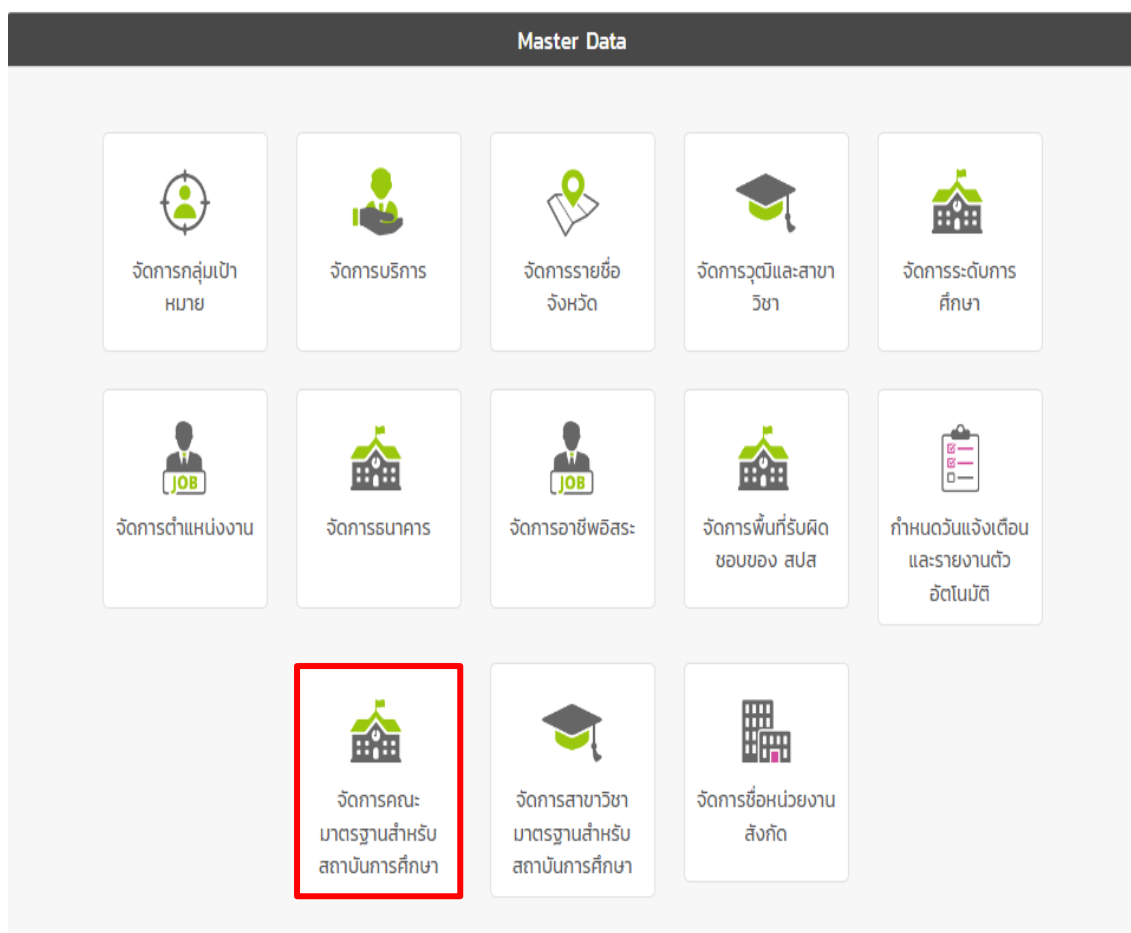 Master Data
จัดการกลุ่มเป้า
หมาย
จัดการบริการ
จัดการรายชื่อ
จังหวัด
จัดการวุฒิและสาขา
วิชา
จัดการระดับการ
ศึกษา
JOB
จัดการตำแหน่งงาน
จัดการธนาคาร
JOB
จัดการอาชีพอิสระ
จัดการพื้นที่รับผิด
ชอบของ สปส
กำหนดวันแจ้งเตือน
และรายงานตัว
อัตโนมัติ
จัดการคณะ
มาตรฐานสำหรับ
สถาบันการศึกษา
จัดการสาขาวิชา
มาตรฐานสำหรับ
สถาบันการศึกษา
จัดการชื่อหน่วยงาน
สังกัด